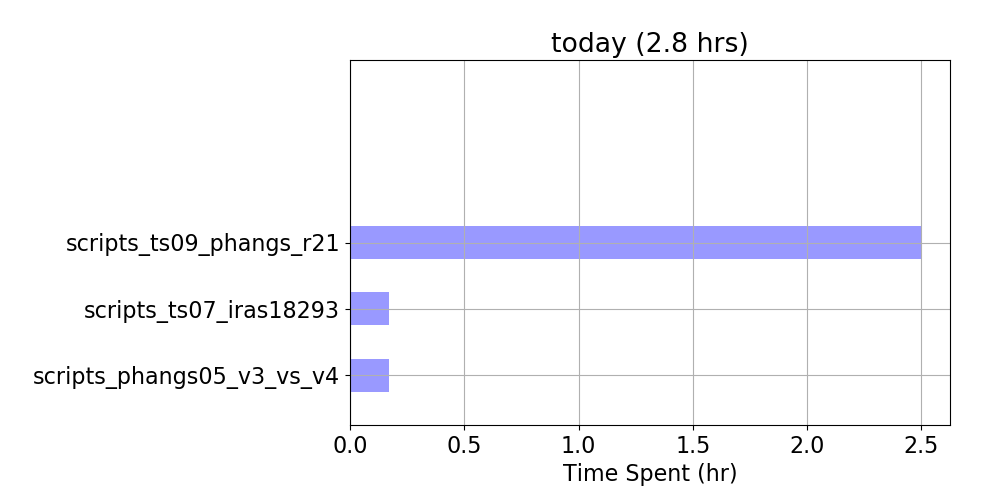 today (2.8 hrs)
scripts_ts09_phangs_r21
scripts_ts07_iras18293
scripts_phangs05_v3_vs_v4
0.0 0.5 1.0 1.5 2.0 2.5
Time Spent (hr)